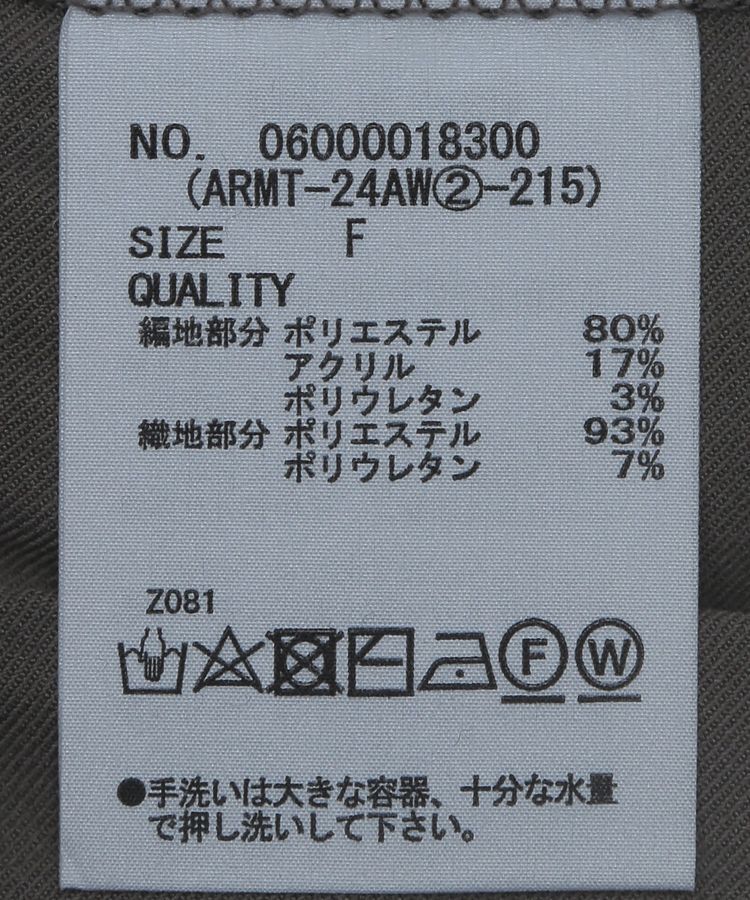 NO. 06000018300
(ARMT-24AW②-215)
SIZE F
QUALITY
編地部分 ポリエステル 80%
アクリル 17%
ポリウレタン 3%
織地部分 ポリエステル 93%
ポリウレタン 7%
Z081
F W
●手洗いは大きな容器、十分な水量
で押し洗いして下さい。